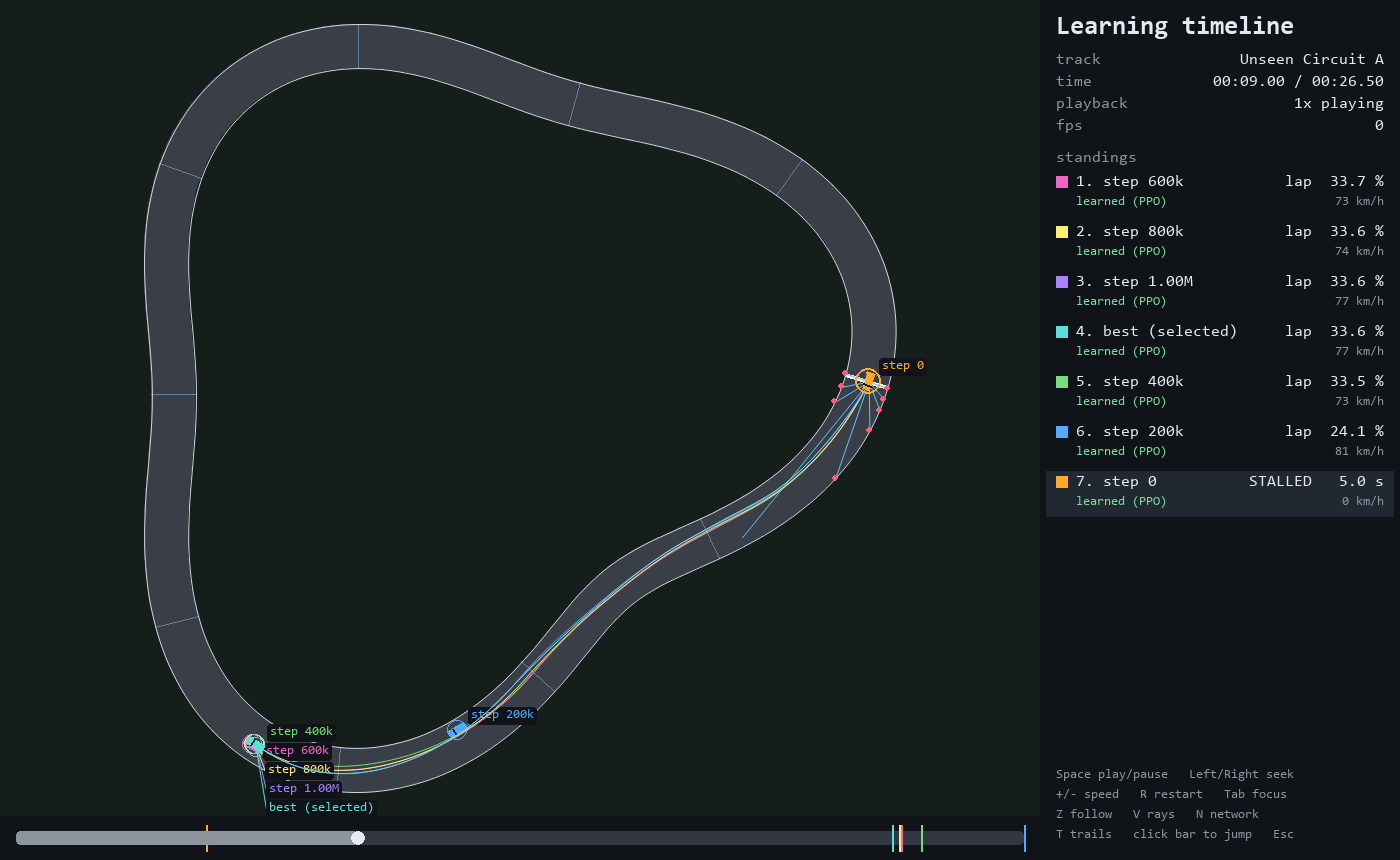 Learning timeline
track Unseen Circuit A
time 00:09.00 / 00:26.50
playback 1x playing
fps 0
standings
1. step 600k lap 33.7 %
learned (PPO) 73 km/h
2. step 800k lap 33.6 %
learned (PPO) 74 km/h
3. step 1.00M lap 33.6 %
learned (PPO) 77 km/h
4. best (selected) lap 33.6 %
learned (PPO) 77 km/h
5. step 400k lap 33.5 %
learned (PPO) 73 km/h
6. step 200k lap 24.1 %
learned (PPO) 81 km/h
7. step 0 STALLED 5.0 s
learned (PPO) 0 km/h
step 0
step 200k
step 400k
step 600k
step 800k
step 1.00M
best (selected)
Space play/pause Left/Right seek
+/- speed R restart Tab focus
Z follow V rays N network
T trails click bar to jump Esc